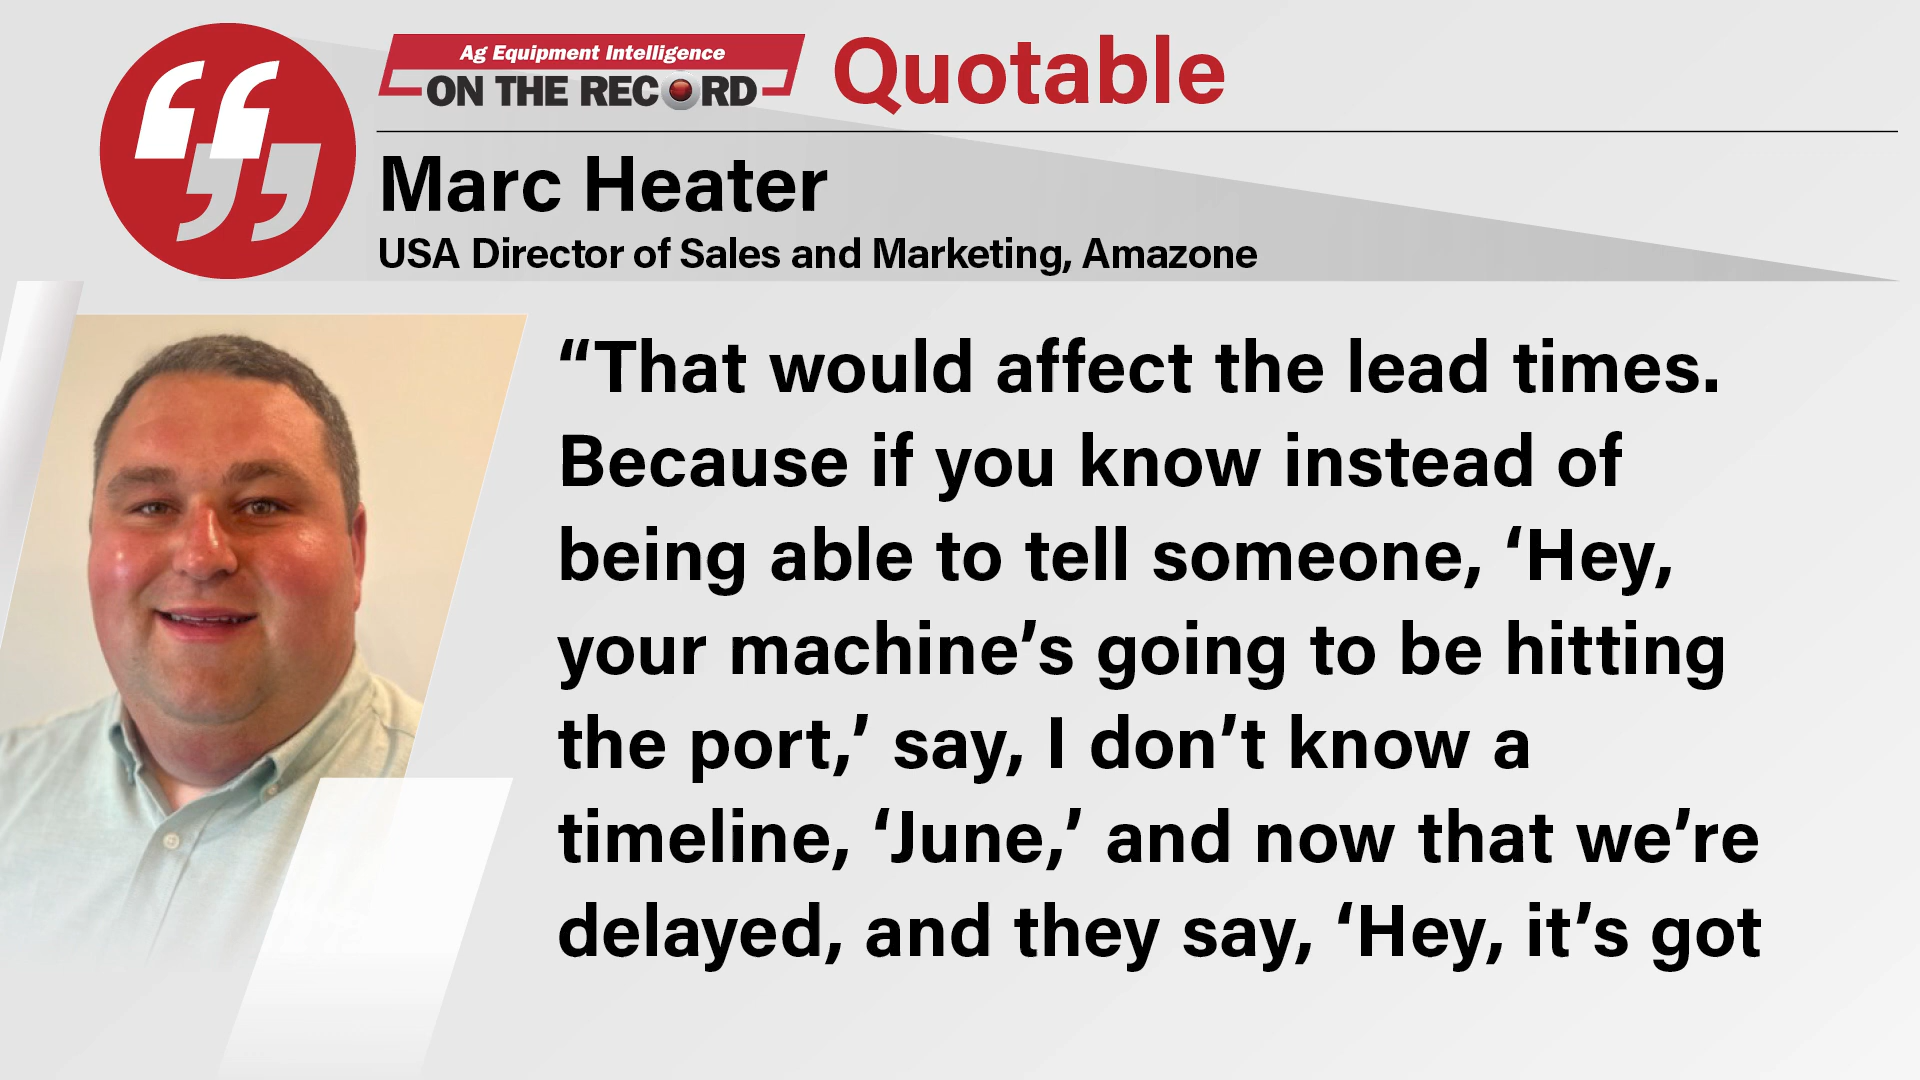 Ag Equipment Intelligence
ON THE RECORD
Quotable
Marc Heater
USA Director of Sales and Marketing, Amazone
“That would affect the lead times.
Because if you know instead of
being able to tell someone, ‘Hey,
your machine’s going to be hitting
the port,’ say, I don’t know a
timeline, ‘June,’ and now that we’re
delayed, and they say, ‘Hey, it’s got